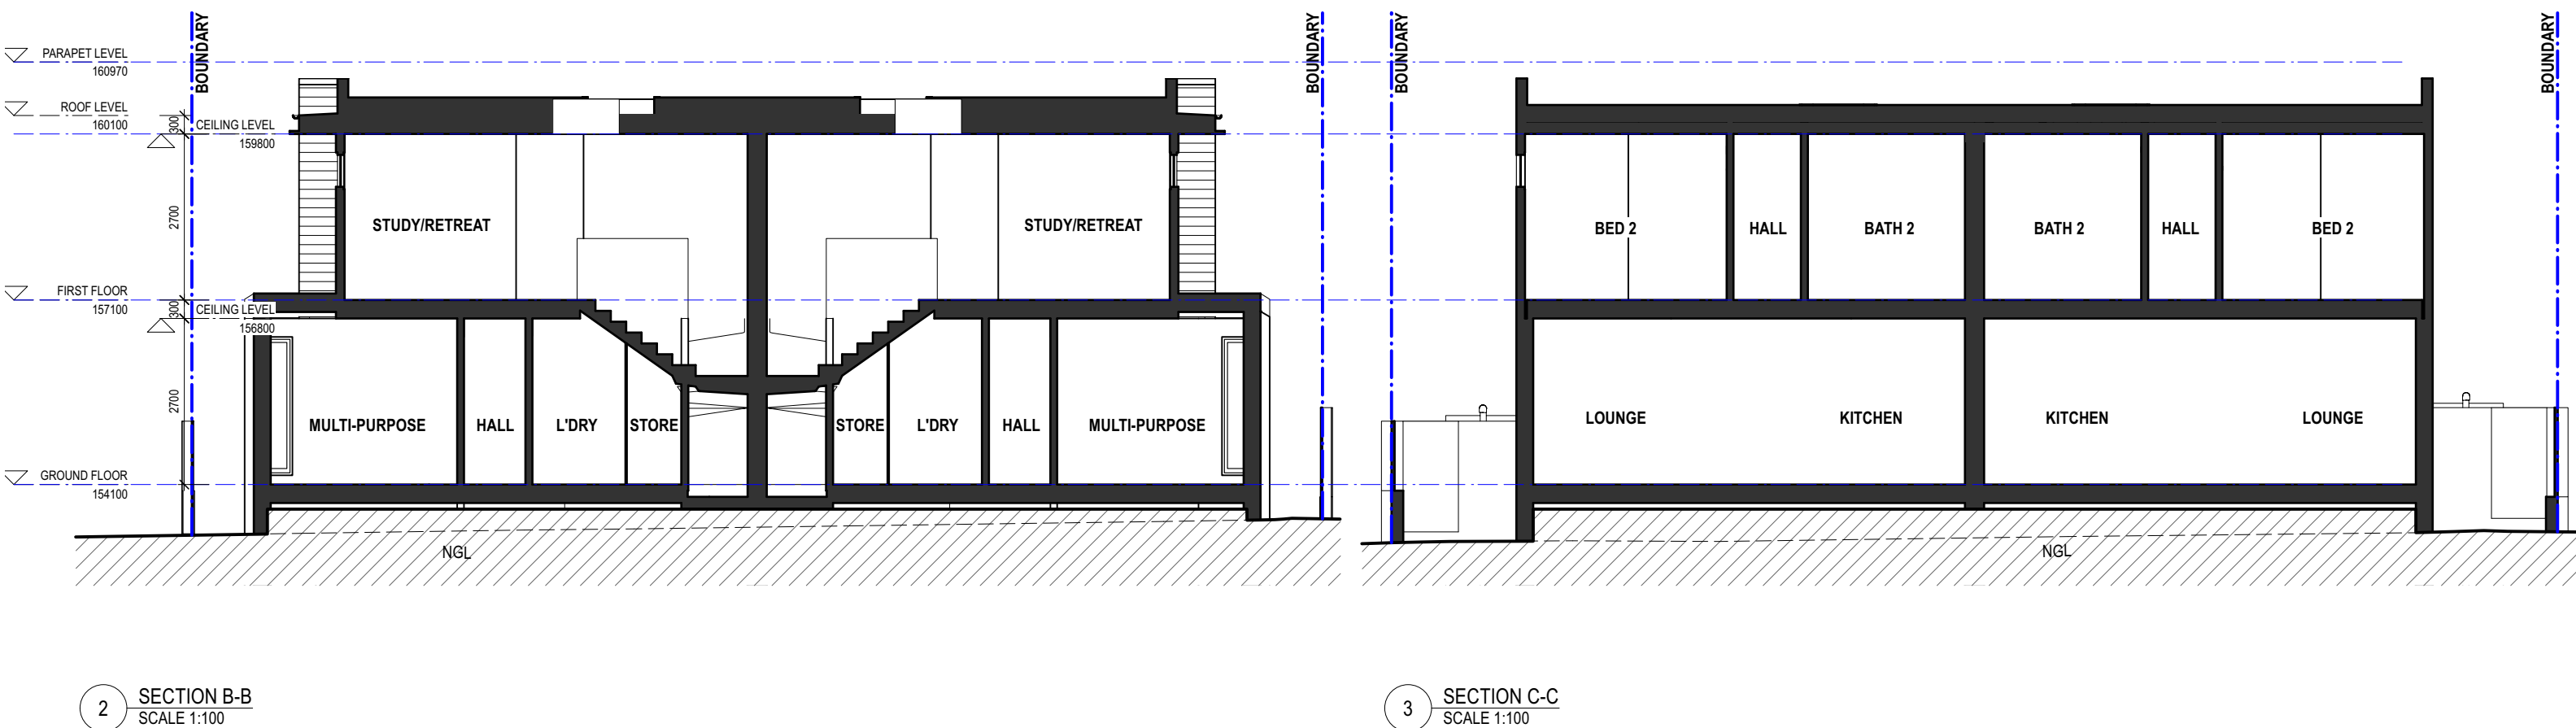 BOUNDARY
BOUNDARY
BOUNDARY
BOUNDARY
PARAPET LEVEL
160970
ROOF LEVEL
160100
300
CEILING LEVEL
159800
2700
STUDY/RETREAT
STUDY/RETREAT
BED 2
HALL
BATH 2
BATH 2
HALL
BED 2
FIRST FLOOR
157100
300
CEILING LEVEL
156800
2700
MULTI-PURPOSE
HALL
L'DRY
STORE
STORE
L'DRY
HALL
MULTI-PURPOSE
LOUNGE
KITCHEN
KITCHEN
LOUNGE
GROUND FLOOR
154100
NGL
NGL
2
SECTION B-B
SCALE 1:100
3
SECTION C-C
SCALE 1:100